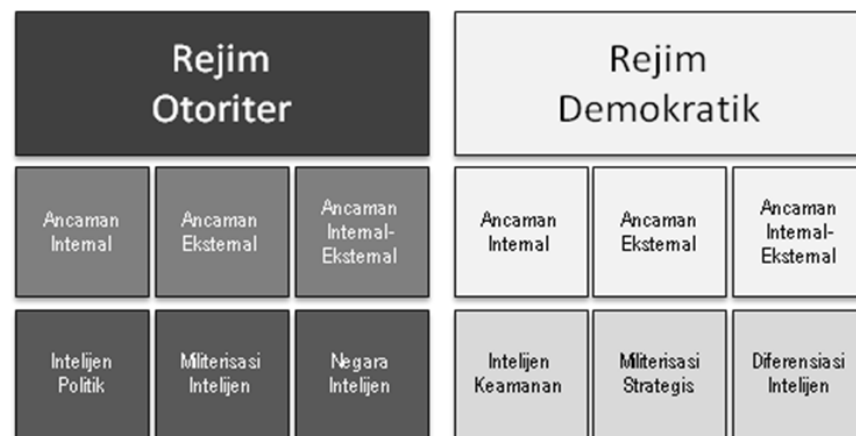 Rejim
Otoriter
Rejim
Demokratik
Ancaman
Internal
Ancaman
Eksternal
Ancaman
Internal-
Eksternal
Ancaman
Internal
Ancaman
Eksternal
Ancaman
Internal-
Eksternal
Intelijen
Politik
Militerisasi
Intelijen
Negara
Intelijen
Intelijen
Keamanan
Militerisasi
Strategis
Diferensiasi
Intelijen